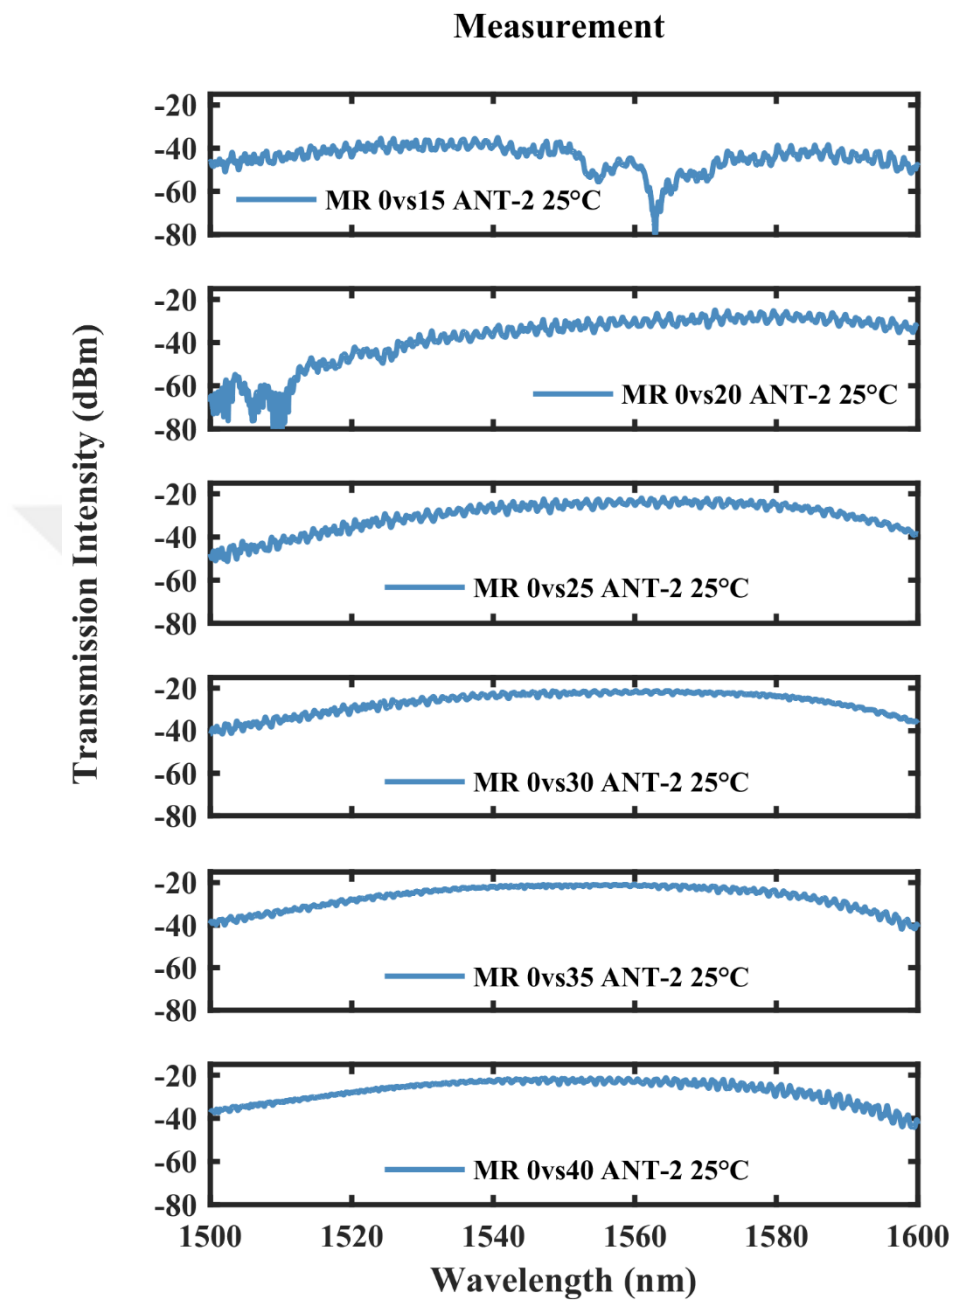 Measurement
Transmission Intensity (dBm)
-20
-40
-60
-80
MR 0vs15 ANT-2 25°C
-20
-40
-60
-80
MR 0vs20 ANT-2 25°C
-20
-40
-60
-80
MR 0vs25 ANT-2 25°C
-20
-40
-60
-80
MR 0vs30 ANT-2 25°C
-20
-40
-60
-80
MR 0vs35 ANT-2 25°C
-20
-40
-60
-80
MR 0vs40 ANT-2 25°C
1500 1520 1540 1560 1580 1600
Wavelength (nm)